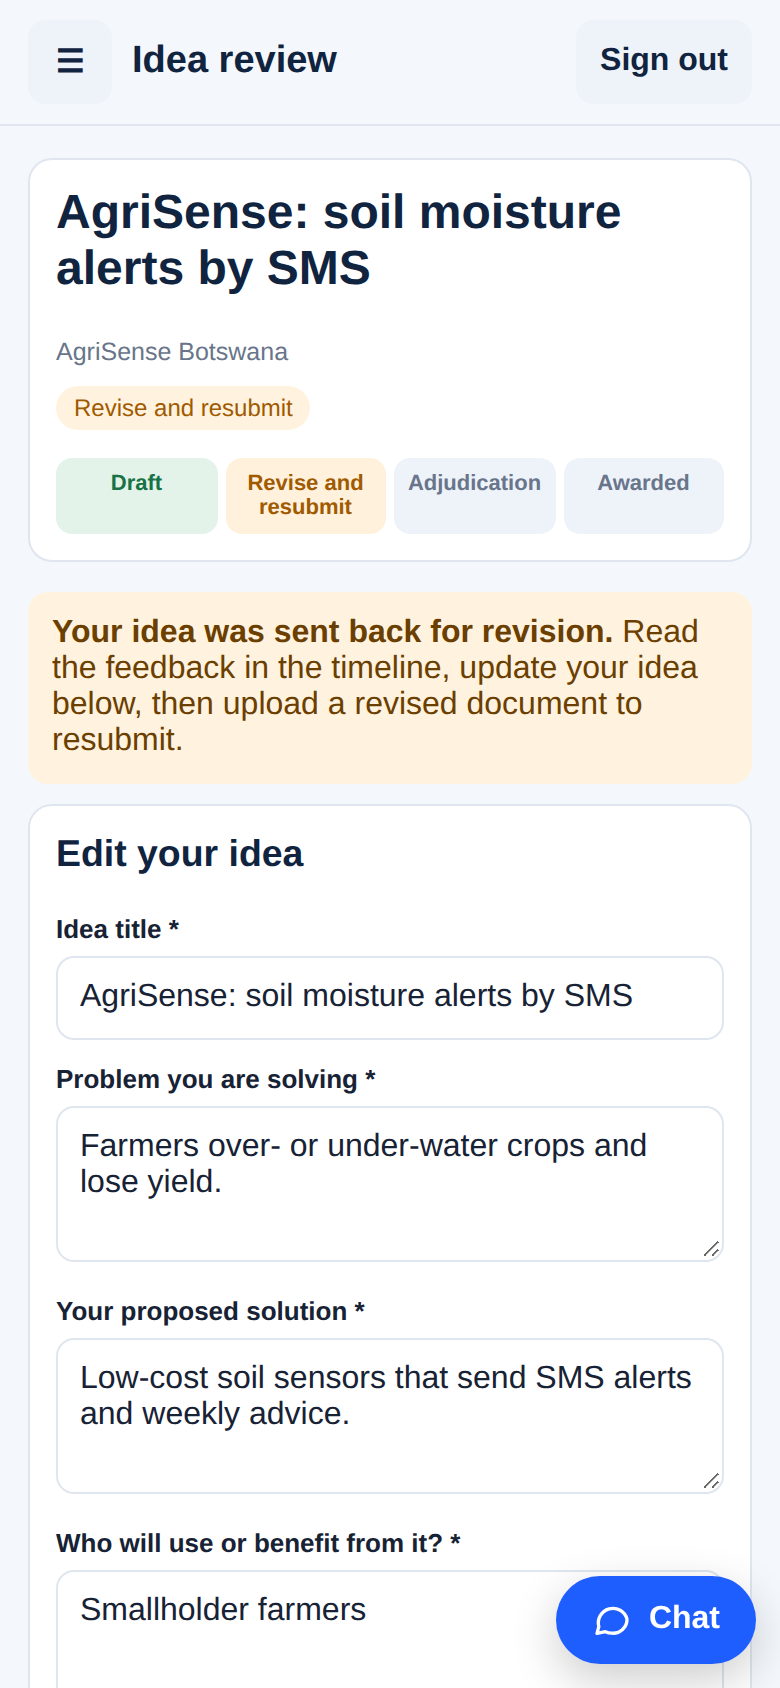 ☰ Idea review Sign out
AgriSense: soil moisture
alerts by SMS
AgriSense Botswana
Revise and resubmit
Draft
Revise and
resubmit
Adjudication
Awarded
Your idea was sent back for revision. Read
the feedback in the timeline, update your idea
below, then upload a revised document to
resubmit.
Edit your idea
Idea title *
AgriSense: soil moisture alerts by SMS
Problem you are solving *
Farmers over- or under-water crops and
lose yield.
Your proposed solution *
Low-cost soil sensors that send SMS alerts
and weekly advice.
Who will use or benefit from it? *
Smallholder farmers
Chat